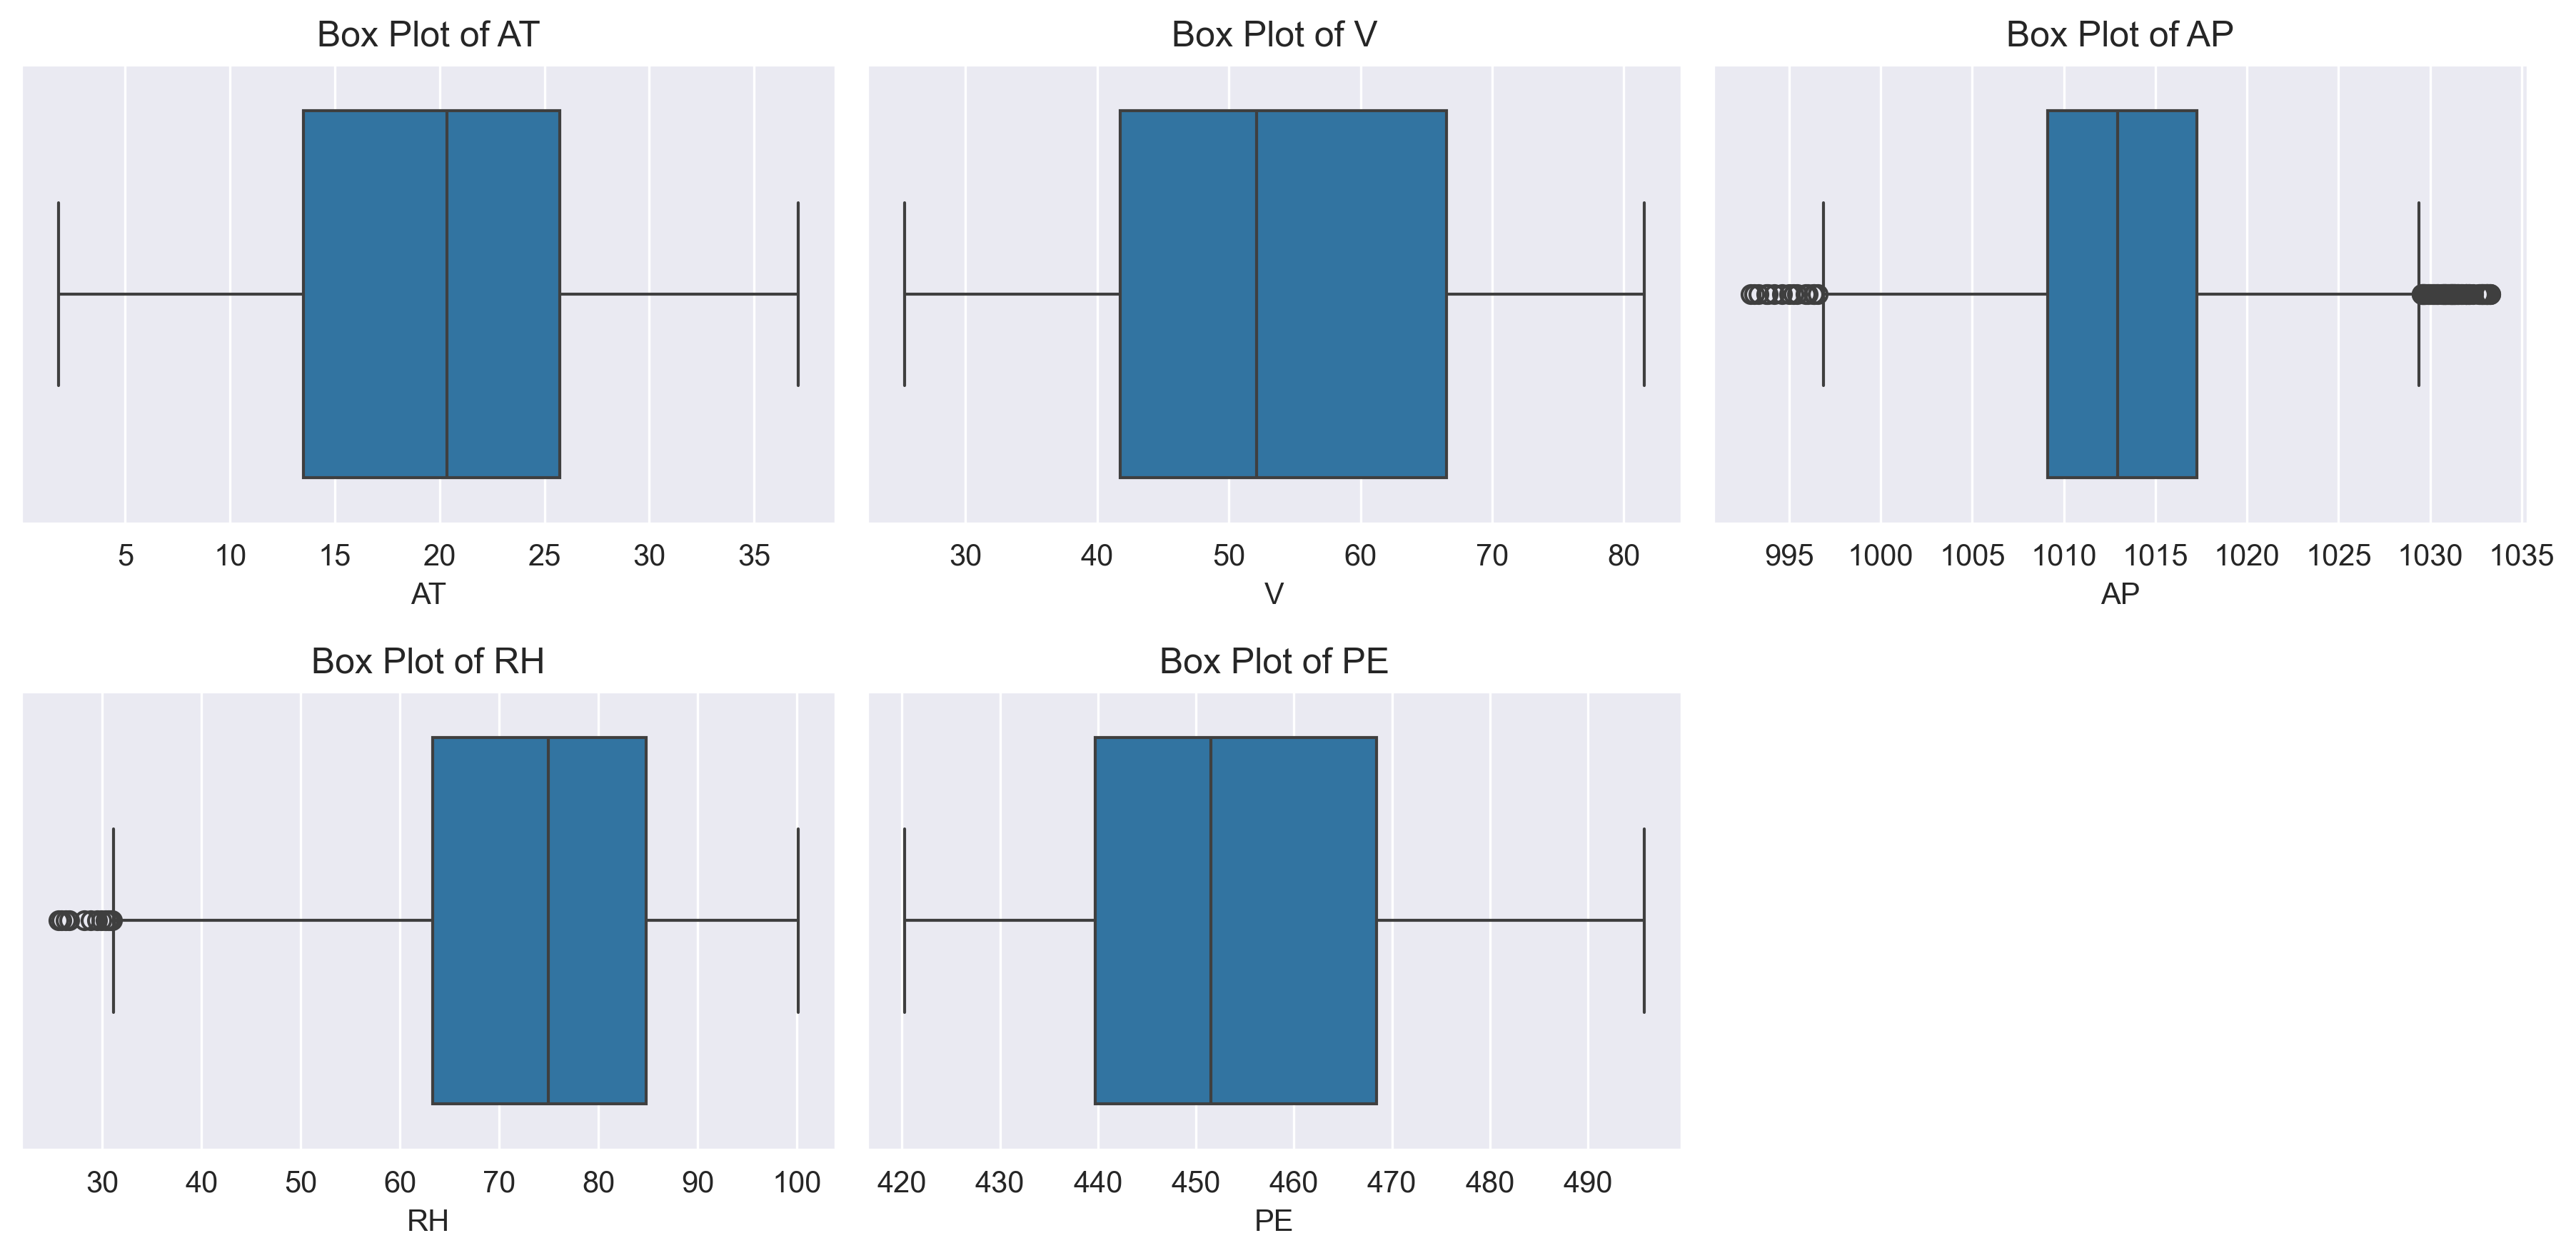 Box Plot of AT
Box Plot of V
Box Plot of AP
5 10 15 20 25 30 35
30 40 50 60 70 80
995 1000 1005 1010 1015 1020 1025 1030 1035
AT
V
AP
Box Plot of RH
Box Plot of PE
30 40 50 60 70 80 90 100
420 430 440 450 460 470 480 490
RH
PE